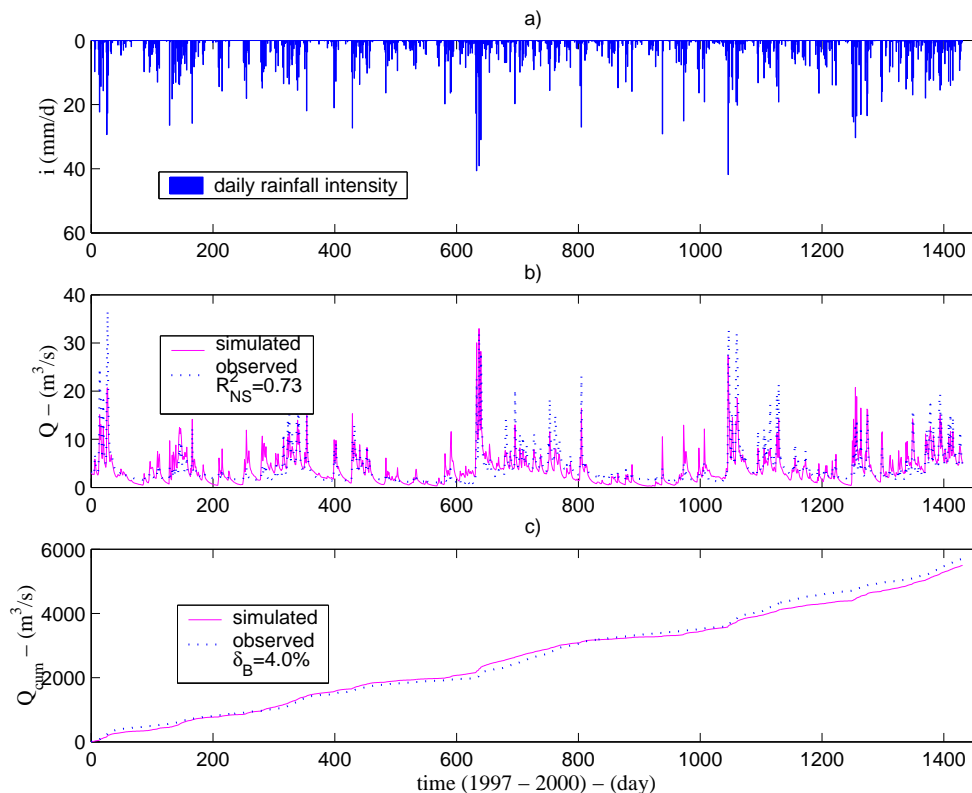 a)
0
20
40
60
i (mm/d)
daily rainfall intensity
0 200 400 600 800 1000 1200 1400
b)
40
30
20
10
0
Q − (m³/s)
simulated
observed
R²NS=0.73
0 200 400 600 800 1000 1200 1400
c)
6000
4000
2000
0
Qcum − (m³/s)
simulated
observed
δB=4.0%
0 200 400 600 800 1000 1200 1400
time (1997 − 2000) − (day)